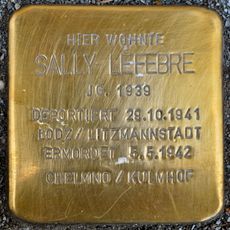 HIER WOHNTE
SALLY LEFEBRE
JG. 1939
DEPORTIERT 29.10.1941
LODZ / LITZMANNSTADT
ERMORDET 5.5.1942
CHELMNO / KULMHOF